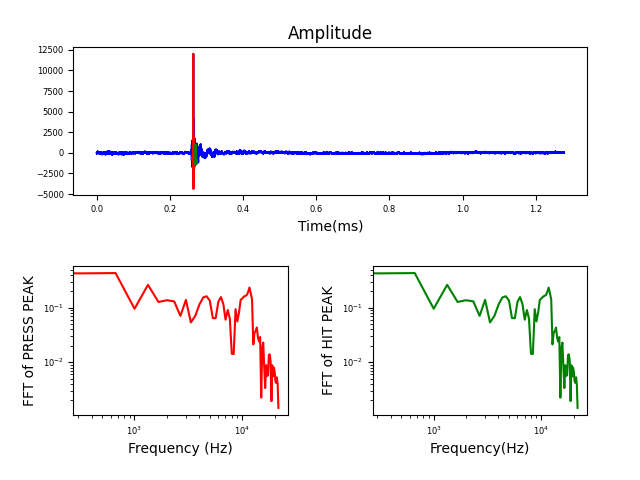 Amplitude
12500
10000
7500
5000
2500
0
−2500
−5000
0.0 0.2 0.4 0.6 0.8 1.0 1.2
Time(ms)
FFT of PRESS PEAK
10⁻¹
10⁻²
10³ 10⁴
Frequency (Hz)
FFT of HIT PEAK
10⁻¹
10⁻²
10³ 10⁴
Frequency(Hz)